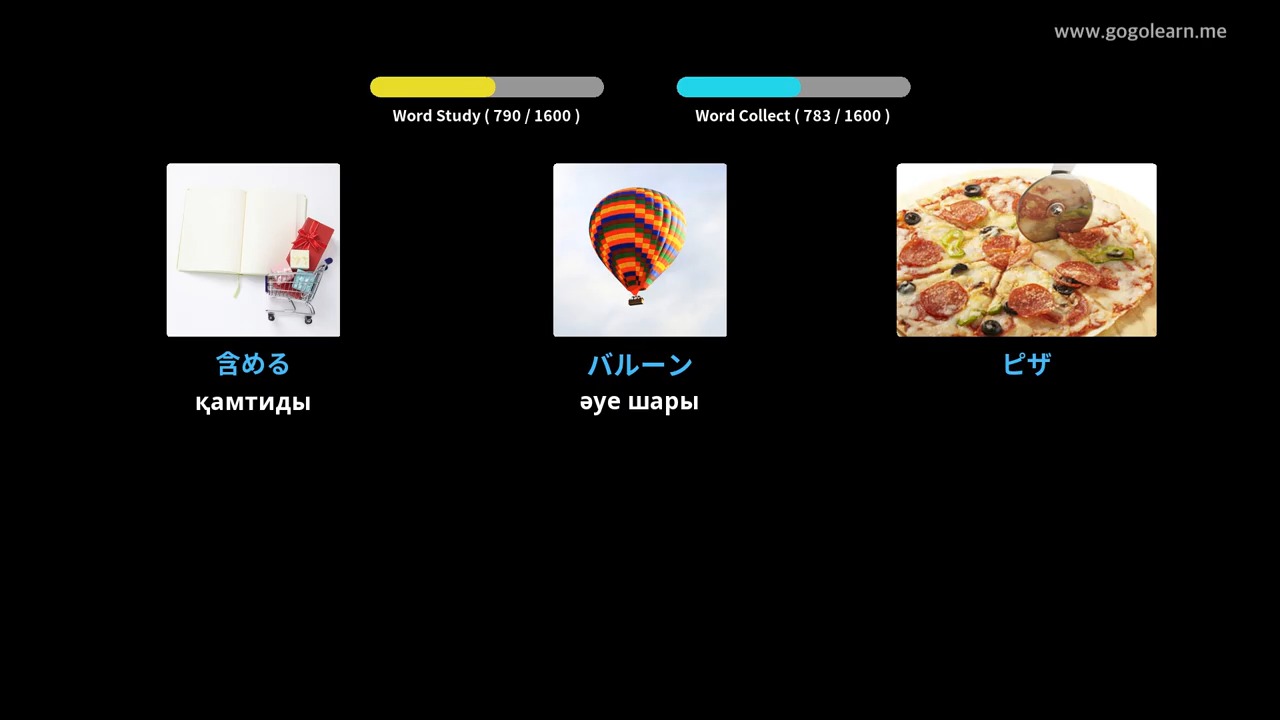 www.gogolearn.me
Word Study ( 790 / 1600 )
Word Collect ( 783 / 1600 )
含める
バルーン
ピザ
қамтиды
әуе шары